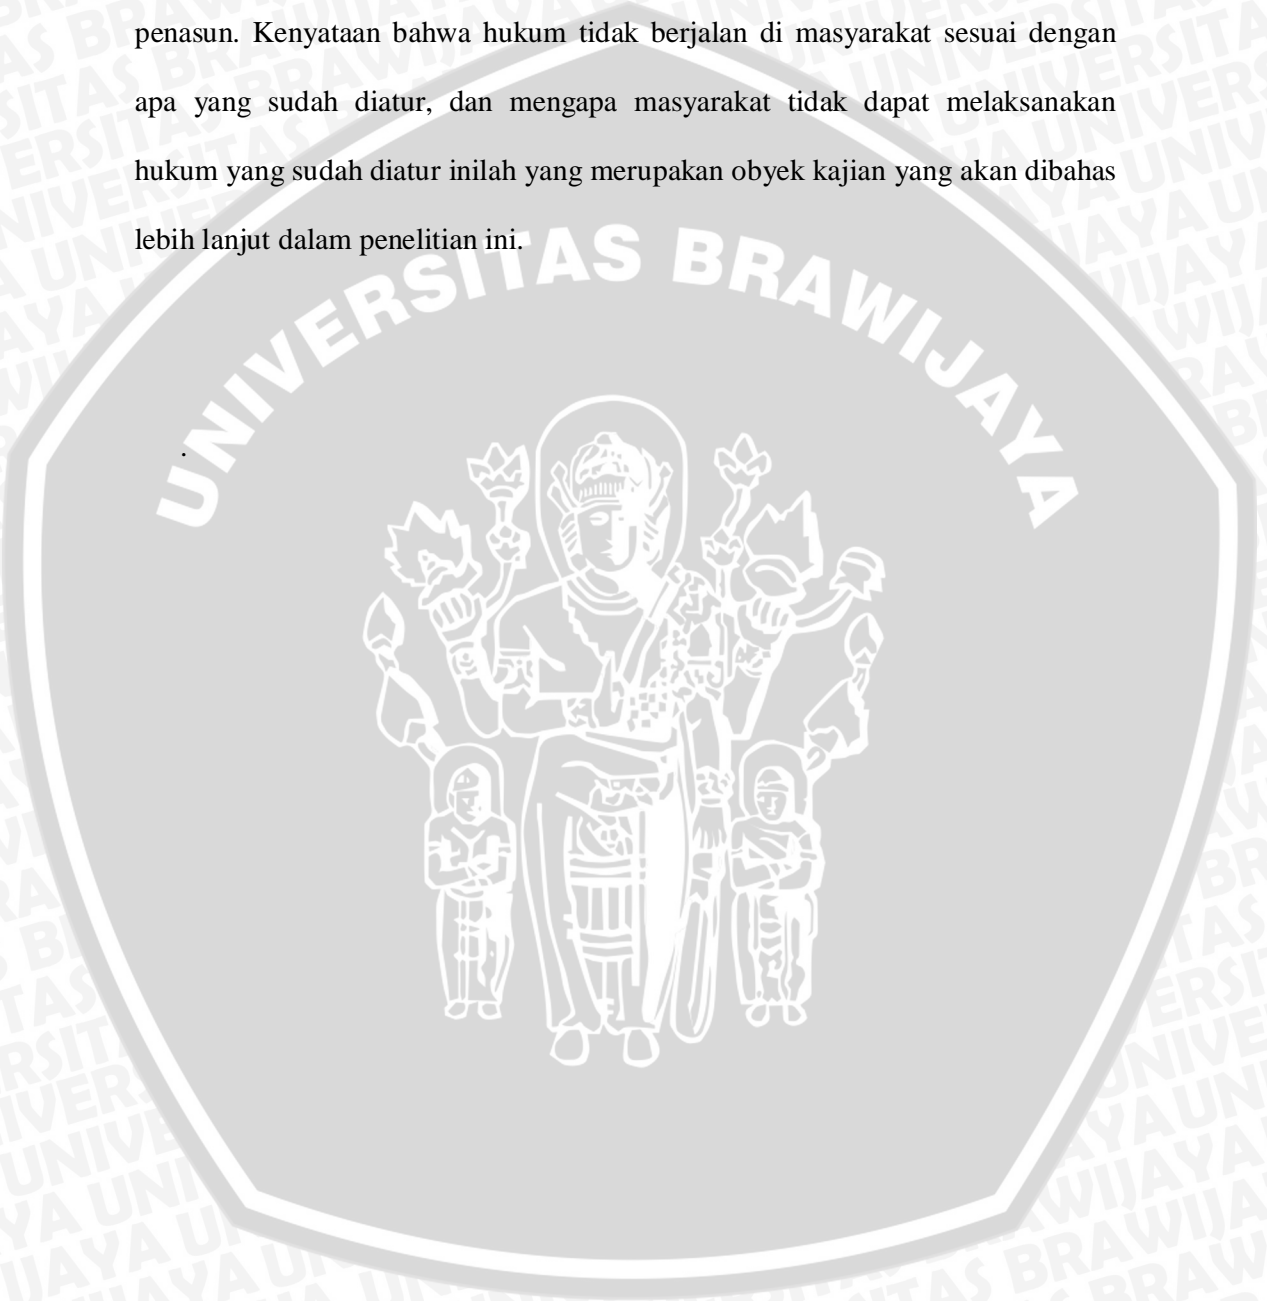 penasun. Kenyataan bahwa hukum tidak berjalan di masyarakat sesuai dengan
apa yang sudah diatur, dan mengapa masyarakat tidak dapat melaksanakan
hukum yang sudah diatur inilah yang merupakan obyek kajian yang akan dibahas
lebih lanjut dalam penelitian ini.
UNIVERSITAS BRAWIJAYA
.